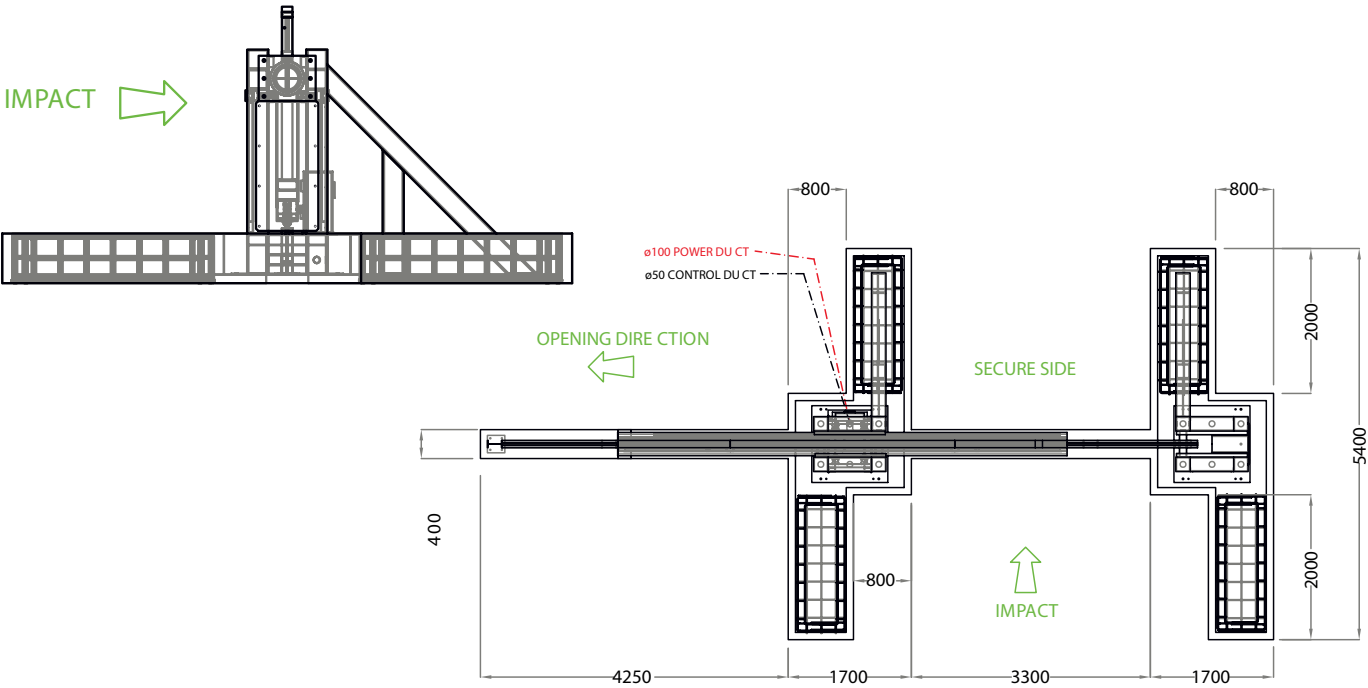 IMPACT
800
800
ø100 POWER DU CT
ø50 CONTROL DU CT
OPENING DIRE CTION
SECURE SIDE
2000
5400
400
800
2000
IMPACT
4250
1700
3300
1700